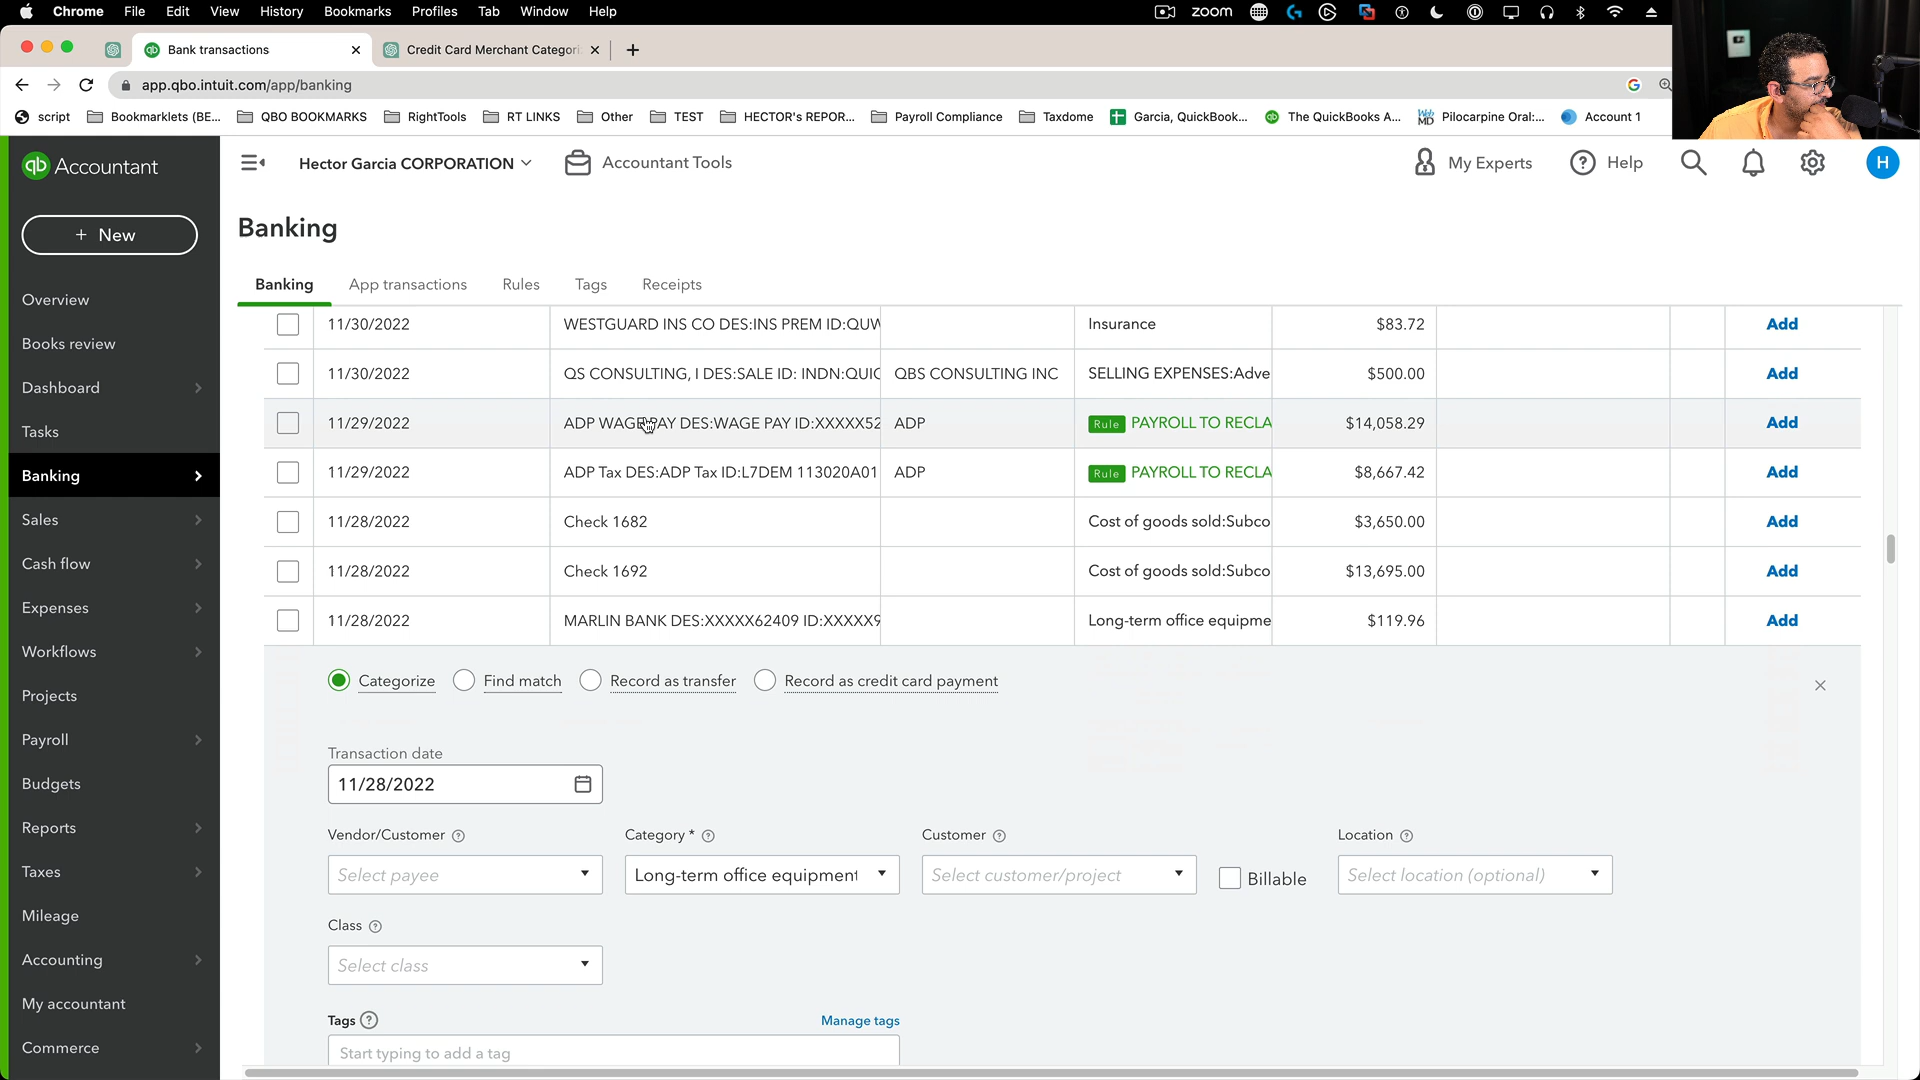 Chrome File Edit View History Bookmarks Profiles Tab Window Help
zoom
Bank transactions
Credit Card Merchant Categori
app.qbo.intuit.com/app/banking
script
Bookmarklets (BE...
QBO BOOKMARKS
RightTools
RT LINKS
Other
TEST
HECTOR's REPOR...
Payroll Compliance
Taxdome
Garcia, QuickBook...
The QuickBooks A...
Web MD
Pilocarpine Oral:...
Account 1
qb Accountant
Hector Garcia CORPORATION
Accountant Tools
My Experts
Help
H
+ New
Banking
Banking
App transactions
Rules
Tags
Receipts
Overview
Books review
Dashboard
Tasks
Banking
Sales
Cash flow
Expenses
Workflows
Projects
Payroll
Budgets
Reports
Taxes
Mileage
Accounting
My accountant
Commerce
11/30/2022 WESTGUARD INS CO DES:INS PREM ID:QUW Insurance $83.72 Add
11/30/2022 QS CONSULTING, I DES:SALE ID: INDN:QUIC QBS CONSULTING INC SELLING EXPENSES:Adve $500.00 Add
11/29/2022 ADP WAGE PAY DES:WAGE PAY ID:XXXXX52 ADP Rule PAYROLL TO RECLA $14,058.29 Add
11/29/2022 ADP Tax DES:ADP Tax ID:L7DEM 113020A01 ADP Rule PAYROLL TO RECLA $8,667.42 Add
11/28/2022 Check 1682 Cost of goods sold:Subco $3,650.00 Add
11/28/2022 Check 1692 Cost of goods sold:Subco $13,695.00 Add
11/28/2022 MARLIN BANK DES:XXXXX62409 ID:XXXXX9 Long-term office equipme $119.96 Add
Categorize
Find match
Record as transfer
Record as credit card payment
Transaction date
11/28/2022
Vendor/Customer
Category *
Customer
Location
Select payee
Long-term office equipment
Select customer/project
Billable
Select location (optional)
Class
Select class
Tags
Manage tags
Start typing to add a tag